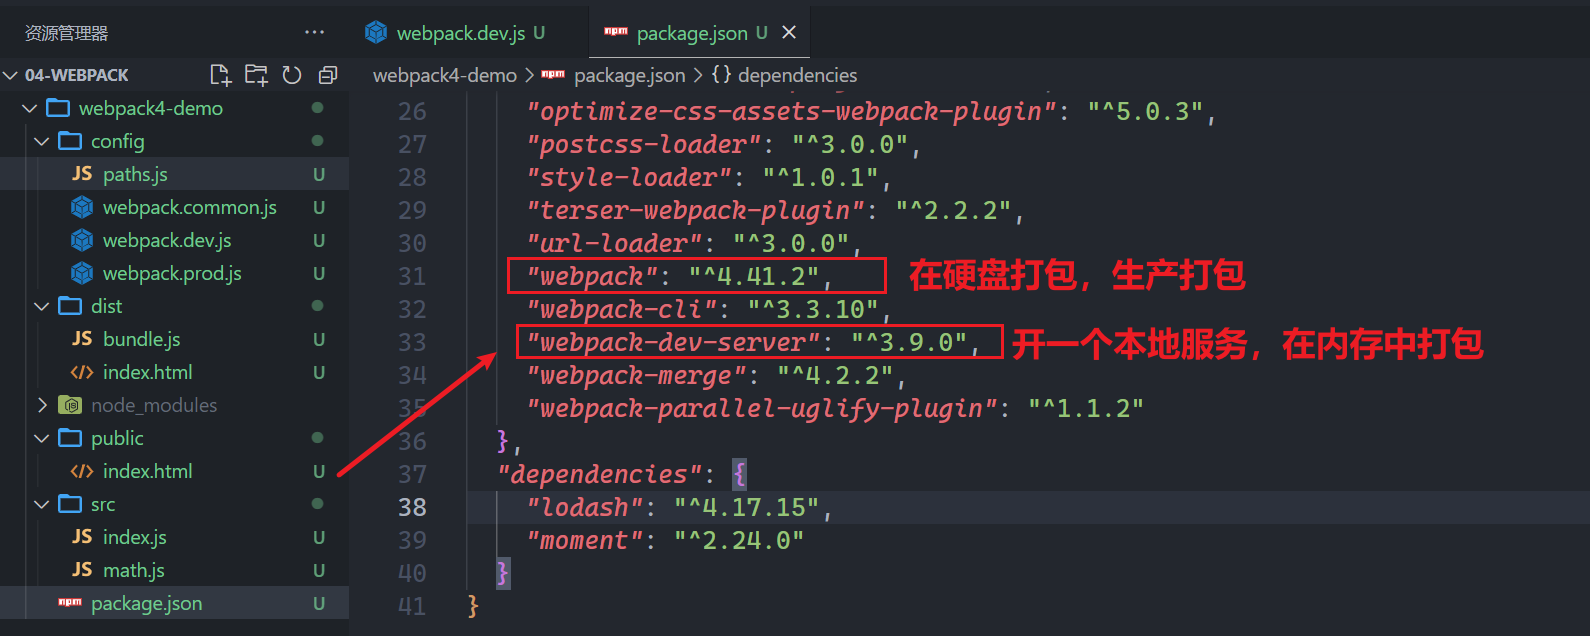 资源管理器 ···
webpack.dev.js U
npm package.json U
04-WEBPACK
webpack4-demo
config
JS paths.js U
webpack.common.js U
webpack.dev.js U
webpack.prod.js U
dist
JS bundle.js U
</> index.html U
node_modules
public
</> index.html U
src
JS index.js U
JS math.js U
npm package.json U
webpack4-demo > npm package.json > {} dependencies
26 "optimize-css-assets-webpack-plugin": "^5.0.3",
27 "postcss-loader": "^3.0.0",
28 "style-loader": "^1.0.1",
29 "terser-webpack-plugin": "^2.2.2",
30 "url-loader": "^3.0.0",
31 "webpack": "^4.41.2", 在硬盘打包，生产打包
32 "webpack-cli": "^3.3.10",
33 "webpack-dev-server": "^3.9.0", 开一个本地服务，在内存中打包
34 "webpack-merge": "^4.2.2",
35 "webpack-parallel-uglify-plugin": "^1.1.2"
36 },
37 "dependencies": {
38 "lodash": "^4.17.15",
39 "moment": "^2.24.0"
40 }
41 }